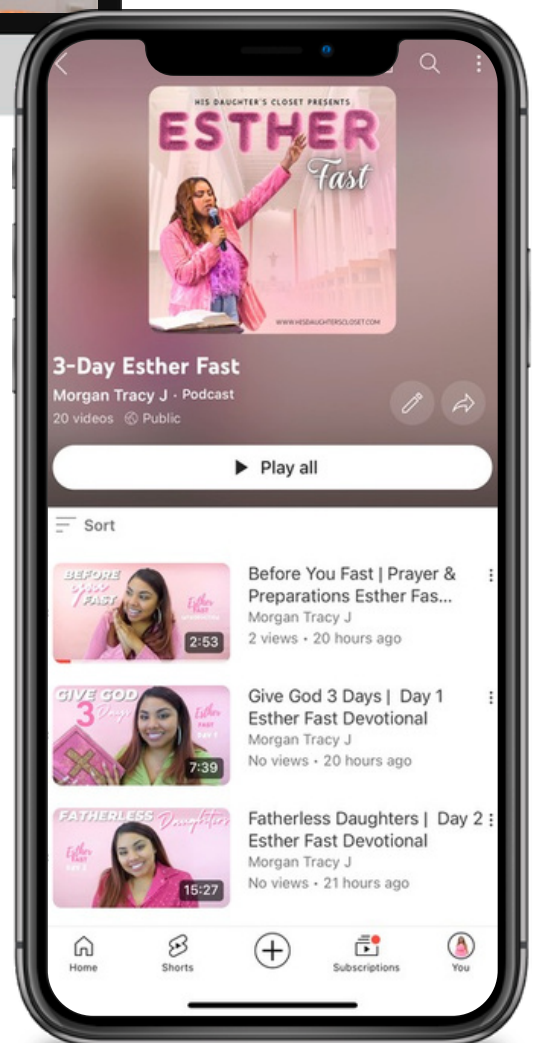 HIS DAUGHTER'S CLOSET PRESENTS
ESTHER
Fast
WWW.HISDAUGHTERSCLOSET.COM
3-Day Esther Fast
Morgan Tracy J · Podcast
20 videos Public
Play all
Sort
BEFORE
you
FAST
Esther
FAST
2:53
Before You Fast | Prayer &
Preparations Esther Fas...
Morgan Tracy J
2 views • 20 hours ago
GIVE GOD
3 Days
Esther
FAST
DAY 1
7:39
Give God 3 Days | Day 1
Esther Fast Devotional
Morgan Tracy J
No views • 20 hours ago
FATHERLESS Daughters
Esther
FAST
DAY 2
15:27
Fatherless Daughters | Day 2
Esther Fast Devotional
Morgan Tracy J
No views • 21 hours ago
Home
Shorts
Subscriptions
You